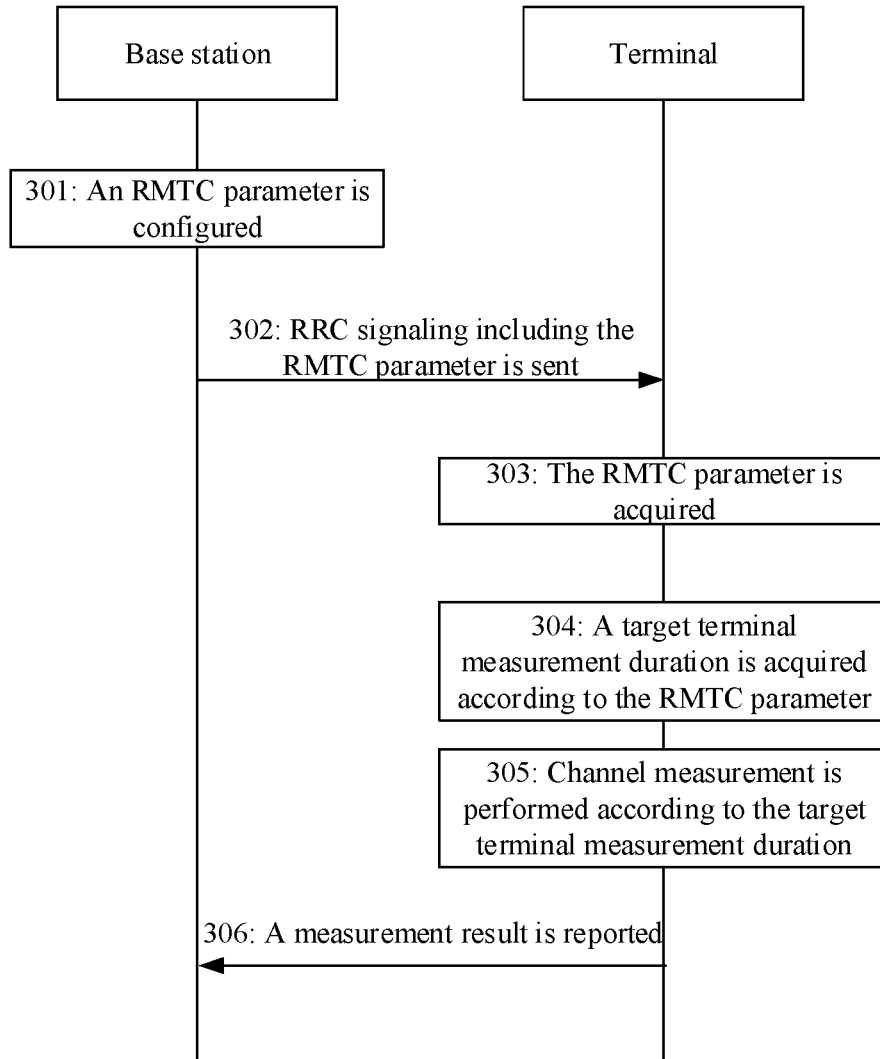 Base station
Terminal
301: An RMTC parameter is
configured
302: RRC signaling including the
RMTC parameter is sent
303: The RMTC parameter is
acquired
304: A target terminal
measurement duration is acquired
according to the RMTC parameter
305: Channel measurement is
performed according to the target
terminal measurement duration
306: A measurement result is reported